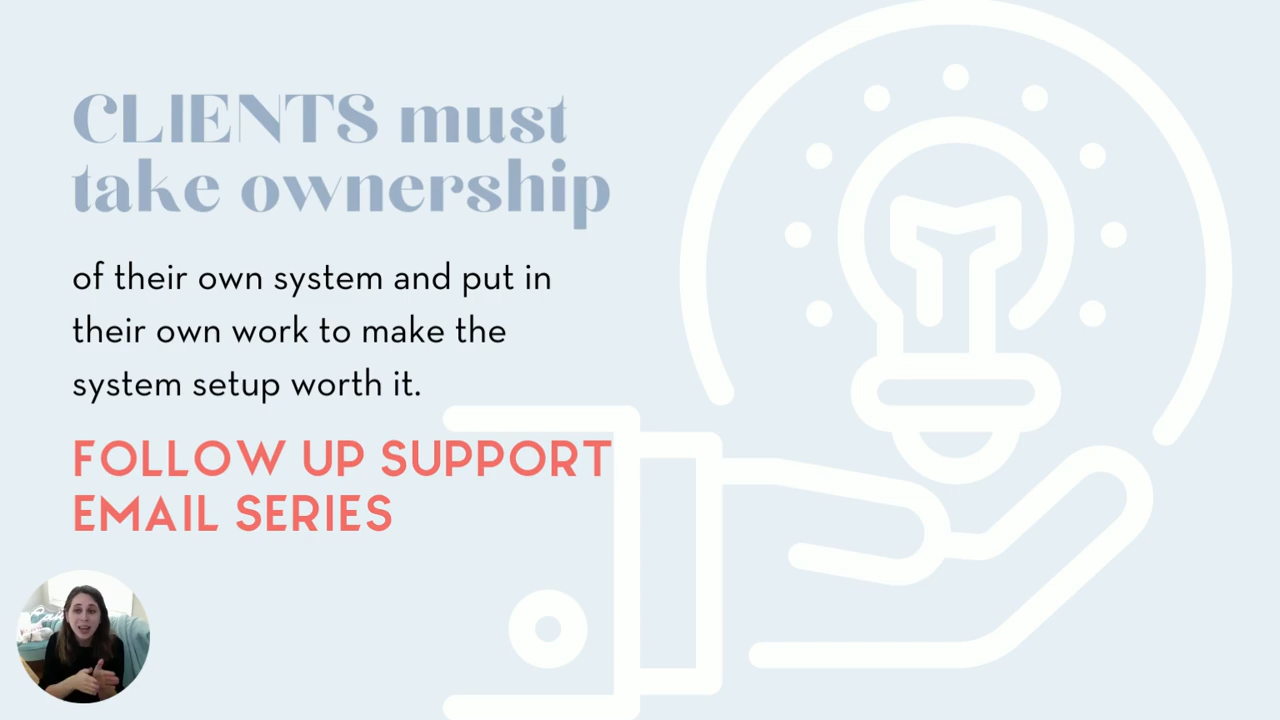 CLIENTS must
take ownership
of their own system and put in
their own work to make the
system setup worth it.
FOLLOW UP SUPPORT
EMAIL SERIES